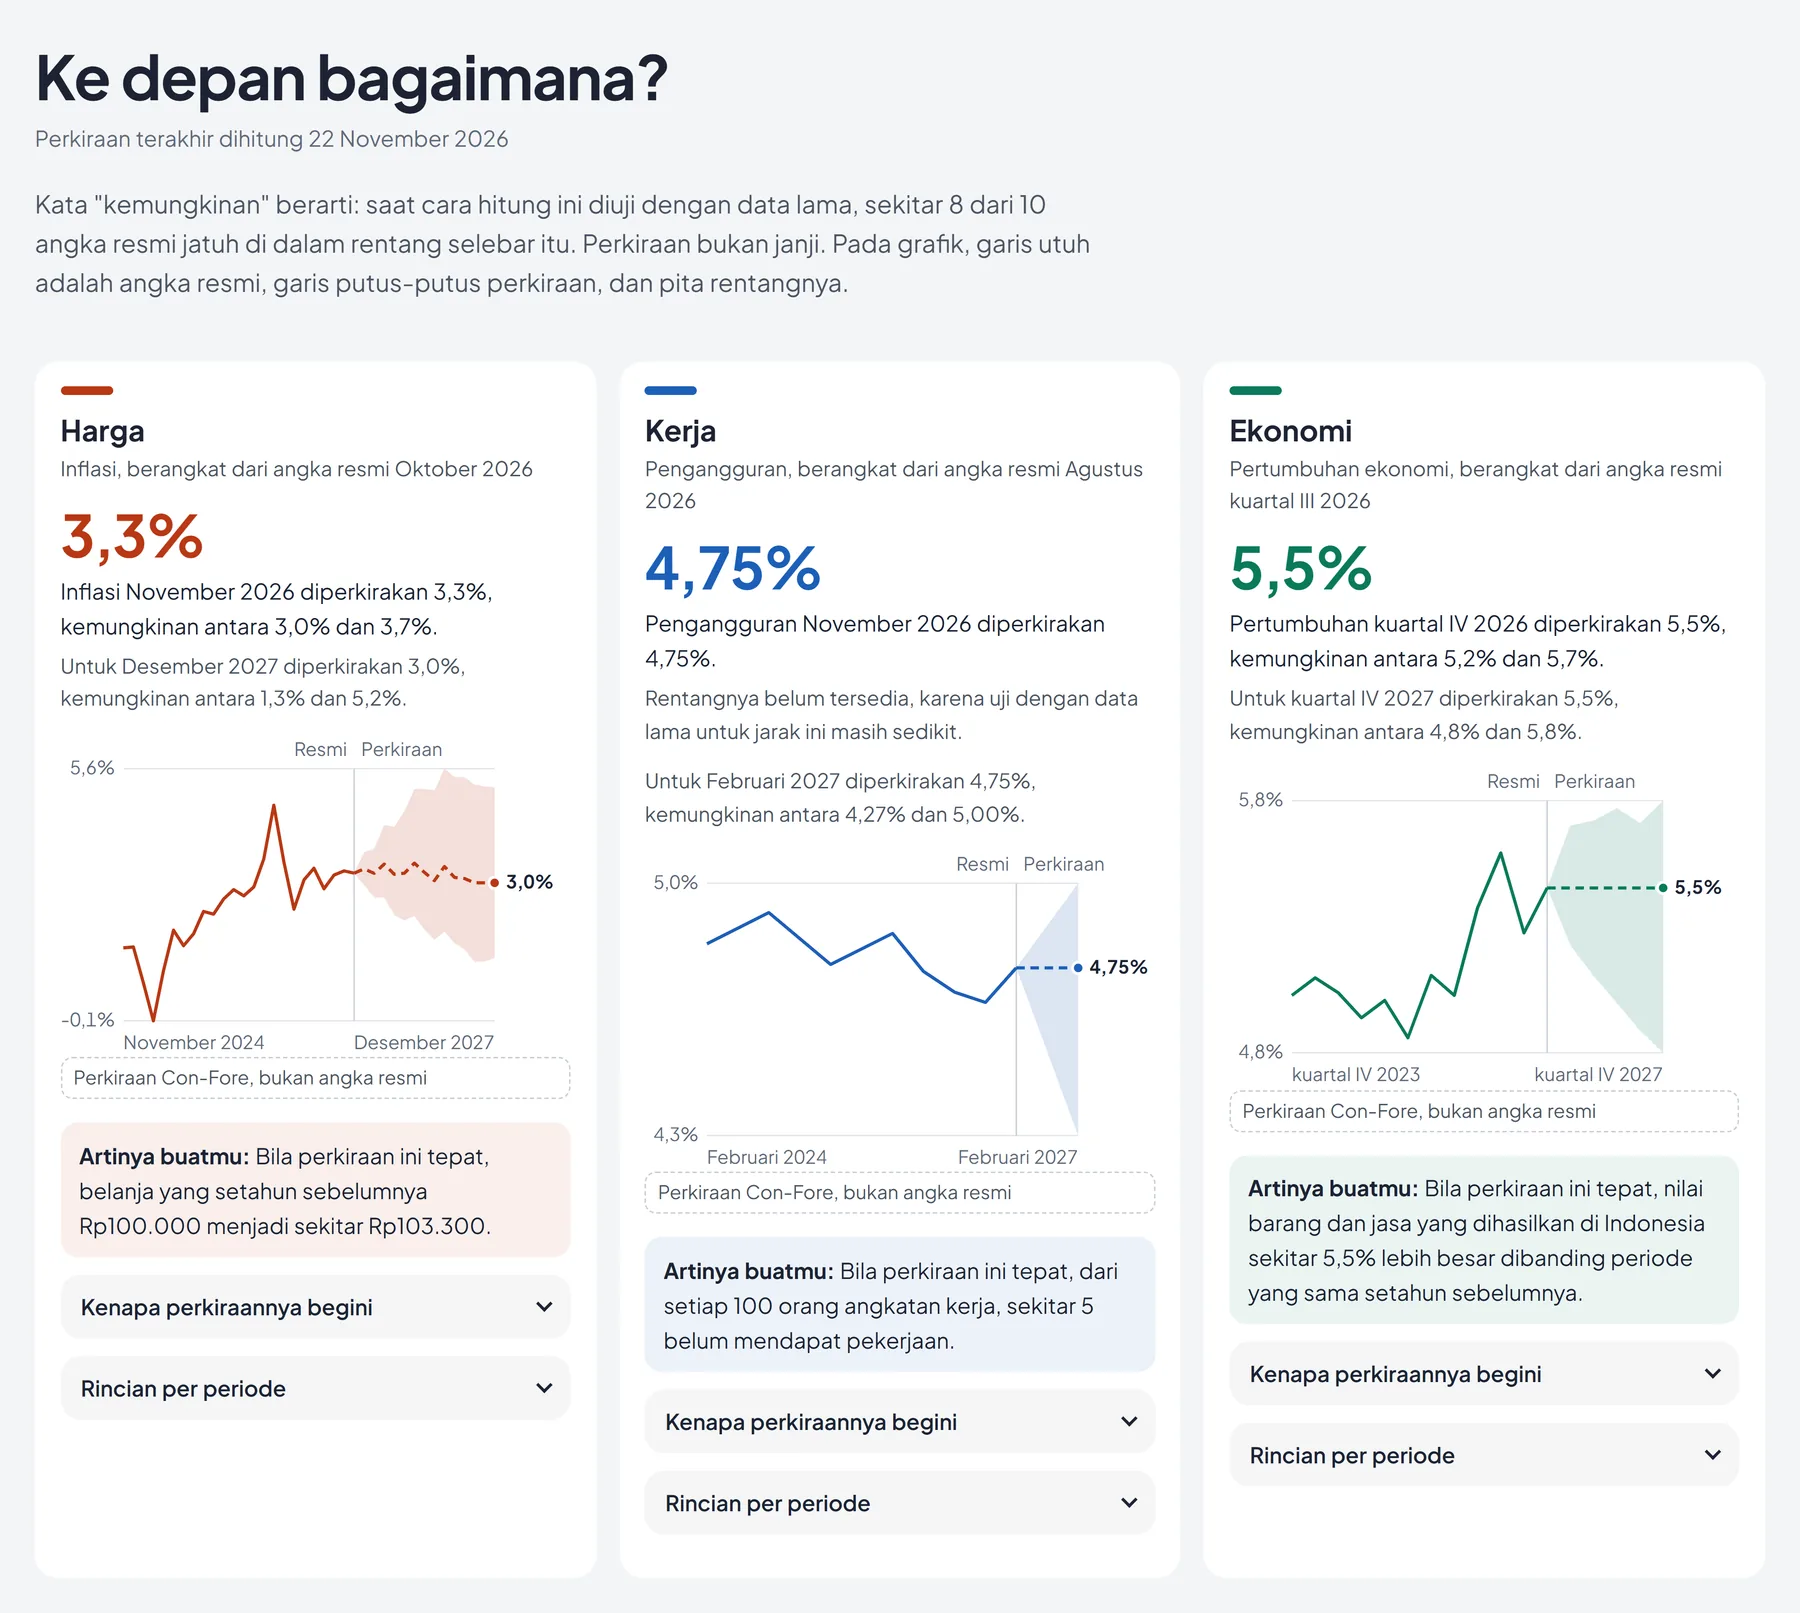 Ke depan bagaimana?
Perkiraan terakhir dihitung 22 November 2026
Kata "kemungkinan" berarti: saat cara hitung ini diuji dengan data lama, sekitar 8 dari 10
angka resmi jatuh di dalam rentang selebar itu. Perkiraan bukan janji. Pada grafik, garis utuh
adalah angka resmi, garis putus-putus perkiraan, dan pita rentangnya.
Harga
Inflasi, berangkat dari angka resmi Oktober 2026
3,3%
Inflasi November 2026 diperkirakan 3,3%,
kemungkinan antara 3,0% dan 3,7%.
Untuk Desember 2027 diperkirakan 3,0%,
kemungkinan antara 1,3% dan 5,2%.
Resmi Perkiraan
5,6%
3,0%
-0,1%
November 2024 Desember 2027
Perkiraan Con-Fore, bukan angka resmi
Artinya buatmu: Bila perkiraan ini tepat,
belanja yang setahun sebelumnya
Rp100.000 menjadi sekitar Rp103.300.
Kenapa perkiraannya begini
Rincian per periode
Kerja
Pengangguran, berangkat dari angka resmi Agustus
2026
4,75%
Pengangguran November 2026 diperkirakan
4,75%.
Rentangnya belum tersedia, karena uji dengan data
lama untuk jarak ini masih sedikit.
Untuk Februari 2027 diperkirakan 4,75%,
kemungkinan antara 4,27% dan 5,00%.
Resmi Perkiraan
5,0%
4,75%
4,3%
Februari 2024 Februari 2027
Perkiraan Con-Fore, bukan angka resmi
Artinya buatmu: Bila perkiraan ini tepat, dari
setiap 100 orang angkatan kerja, sekitar 5
belum mendapat pekerjaan.
Kenapa perkiraannya begini
Rincian per periode
Ekonomi
Pertumbuhan ekonomi, berangkat dari angka resmi
kuartal III 2026
5,5%
Pertumbuhan kuartal IV 2026 diperkirakan 5,5%,
kemungkinan antara 5,2% dan 5,7%.
Untuk kuartal IV 2027 diperkirakan 5,5%,
kemungkinan antara 4,8% dan 5,8%.
Resmi Perkiraan
5,8%
5,5%
4,8%
kuartal IV 2023 kuartal IV 2027
Perkiraan Con-Fore, bukan angka resmi
Artinya buatmu: Bila perkiraan ini tepat, nilai
barang dan jasa yang dihasilkan di Indonesia
sekitar 5,5% lebih besar dibanding periode
yang sama setahun sebelumnya.
Kenapa perkiraannya begini
Rincian per periode